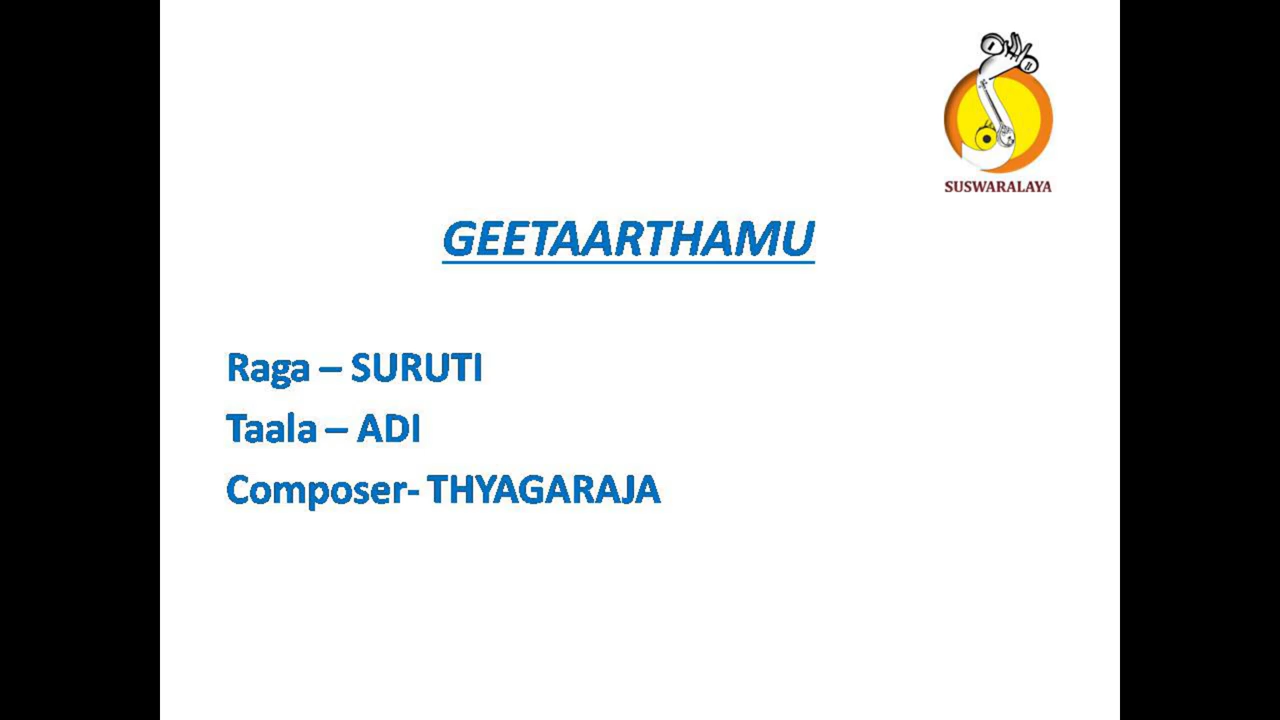 SUSWARALAYA
GEETAARTHAMU
Raga – SURUTI
Taala – ADI
Composer- THYAGARAJA